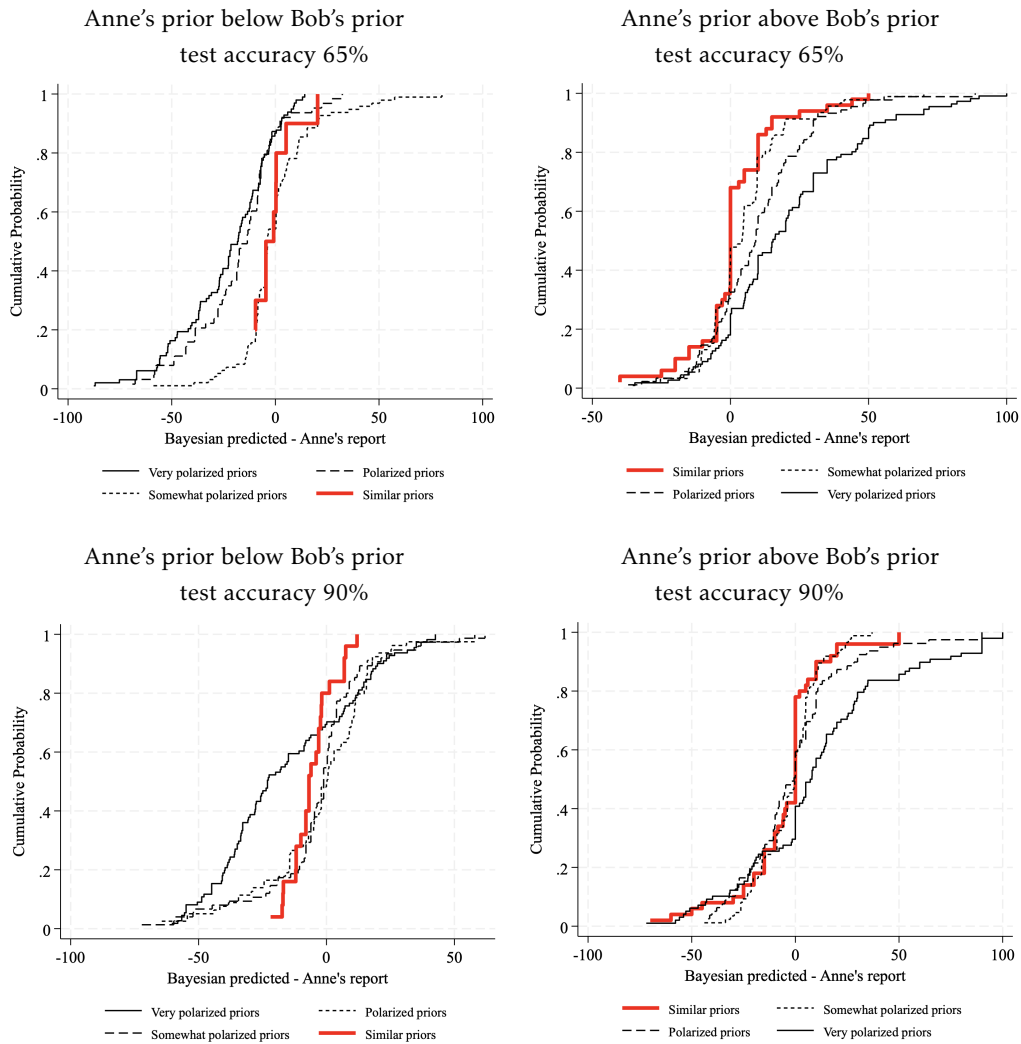 Anne's prior below Bob's prior
test accuracy 65%
1
.8
.6
.4
.2
0
Cumulative Probability
-100 -50 0 50 100
Bayesian predicted - Anne's report
Very polarized priors Polarized priors
Somewhat polarized priors Similar priors
Anne's prior above Bob's prior
test accuracy 65%
1
.8
.6
.4
.2
0
Cumulative Probability
-50 0 50 100
Bayesian predicted - Anne's report
Similar priors Somewhat polarized priors
Polarized priors Very polarized priors
Anne's prior below Bob's prior
test accuracy 90%
1
.8
.6
.4
.2
0
Cumulative Probability
-100 -50 0 50
Bayesian predicted - Anne's report
Very polarized priors Polarized priors
Somewhat polarized priors Similar priors
Anne's prior above Bob's prior
test accuracy 90%
1
.8
.6
.4
.2
0
Cumulative Probability
-100 -50 0 50 100
Bayesian predicted - Anne's report
Similar priors Somewhat polarized priors
Polarized priors Very polarized priors